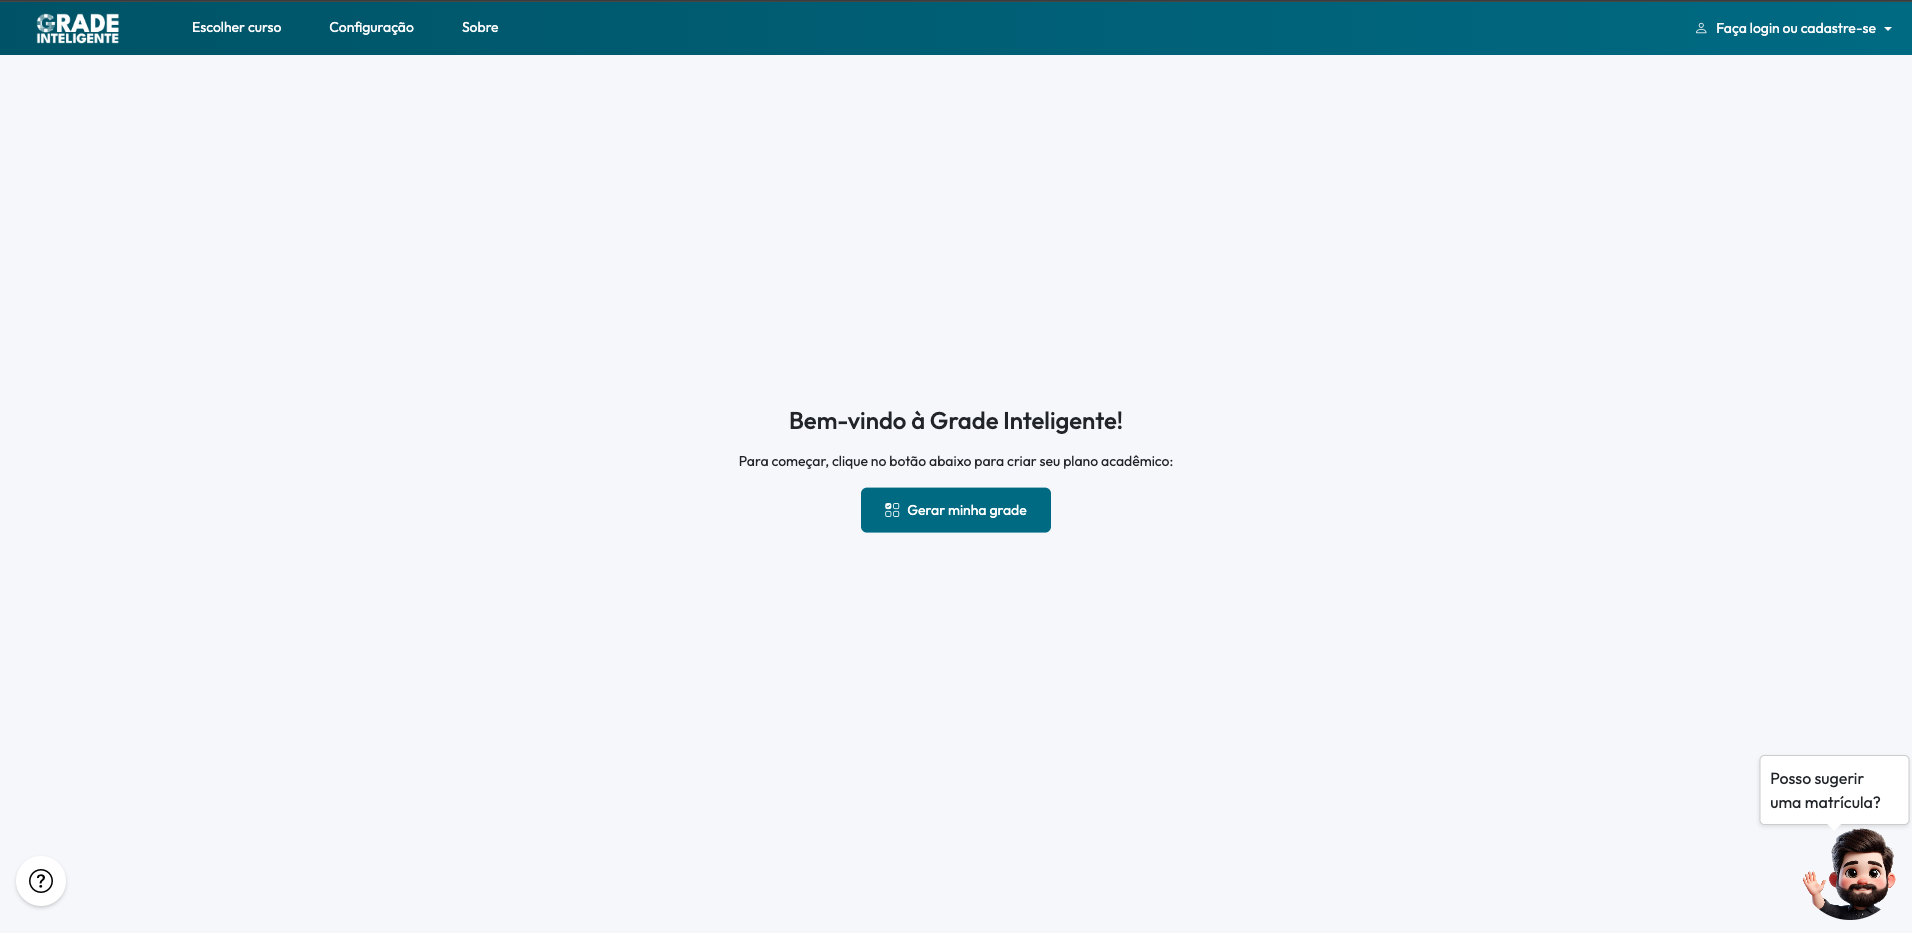 GRADE
INTELIGENTE
Escolher curso
Configuração
Sobre
Faça login ou cadastre-se
Bem-vindo à Grade Inteligente!
Para começar, clique no botão abaixo para criar seu plano acadêmico:
Gerar minha grade
Posso sugerir
uma matrícula?
?